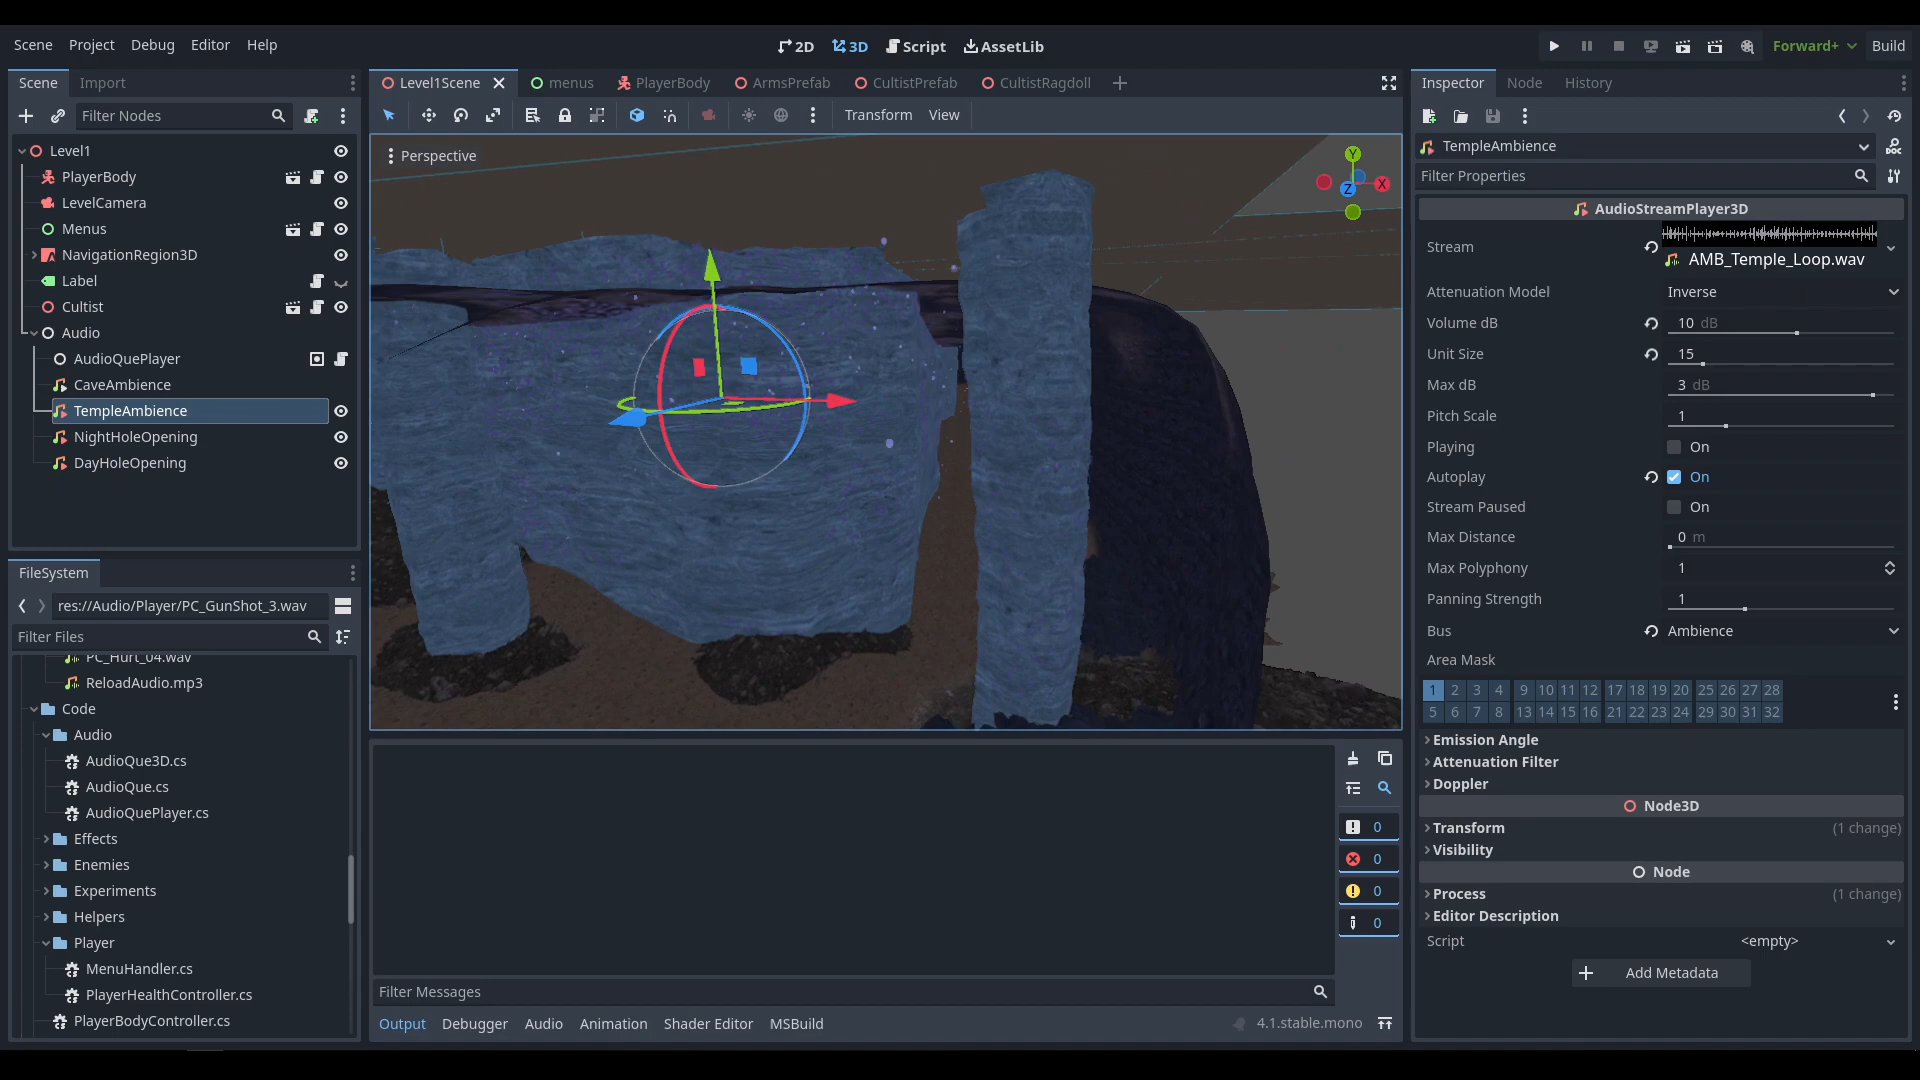 Scene Project Debug Editor Help
2D 3D Script AssetLib
Forward+ Build
Scene Import
Filter Nodes
Level1
PlayerBody
LevelCamera
Menus
NavigationRegion3D
Label
Cultist
Audio
AudioQuePlayer
CaveAmbience
TempleAmbience
NightHoleOpening
DayHoleOpening
FileSystem
res://Audio/Player/PC_GunShot_3.wav
Filter Files
PC_Hurt_04.wav
ReloadAudio.mp3
Code
Audio
AudioQue3D.cs
AudioQue.cs
AudioQuePlayer.cs
Effects
Enemies
Experiments
Helpers
Player
MenuHandler.cs
PlayerHealthController.cs
PlayerBodyController.cs
Level1Scene menus PlayerBody ArmsPrefab CultistPrefab CultistRagdoll
Transform View
Perspective
Y
X
Z
0
0
0
0
Filter Messages
Output Debugger Audio Animation Shader Editor MSBuild 4.1.stable.mono
Inspector Node History
TempleAmbience
Filter Properties
AudioStreamPlayer3D
Stream AMB_Temple_Loop.wav
Attenuation Model Inverse
Volume dB 10 dB
Unit Size 15
Max dB 3 dB
Pitch Scale 1
Playing On
Autoplay On
Stream Paused On
Max Distance 0 m
Max Polyphony 1
Panning Strength 1
Bus Ambience
Area Mask
1 2 3 4 9 10 11 12 17 18 19 20 25 26 27 28
5 6 7 8 13 14 15 16 21 22 23 24 29 30 31 32
Emission Angle
Attenuation Filter
Doppler
Node3D
Transform (1 change)
Visibility
Node
Process (1 change)
Editor Description
Script <empty>
Add Metadata